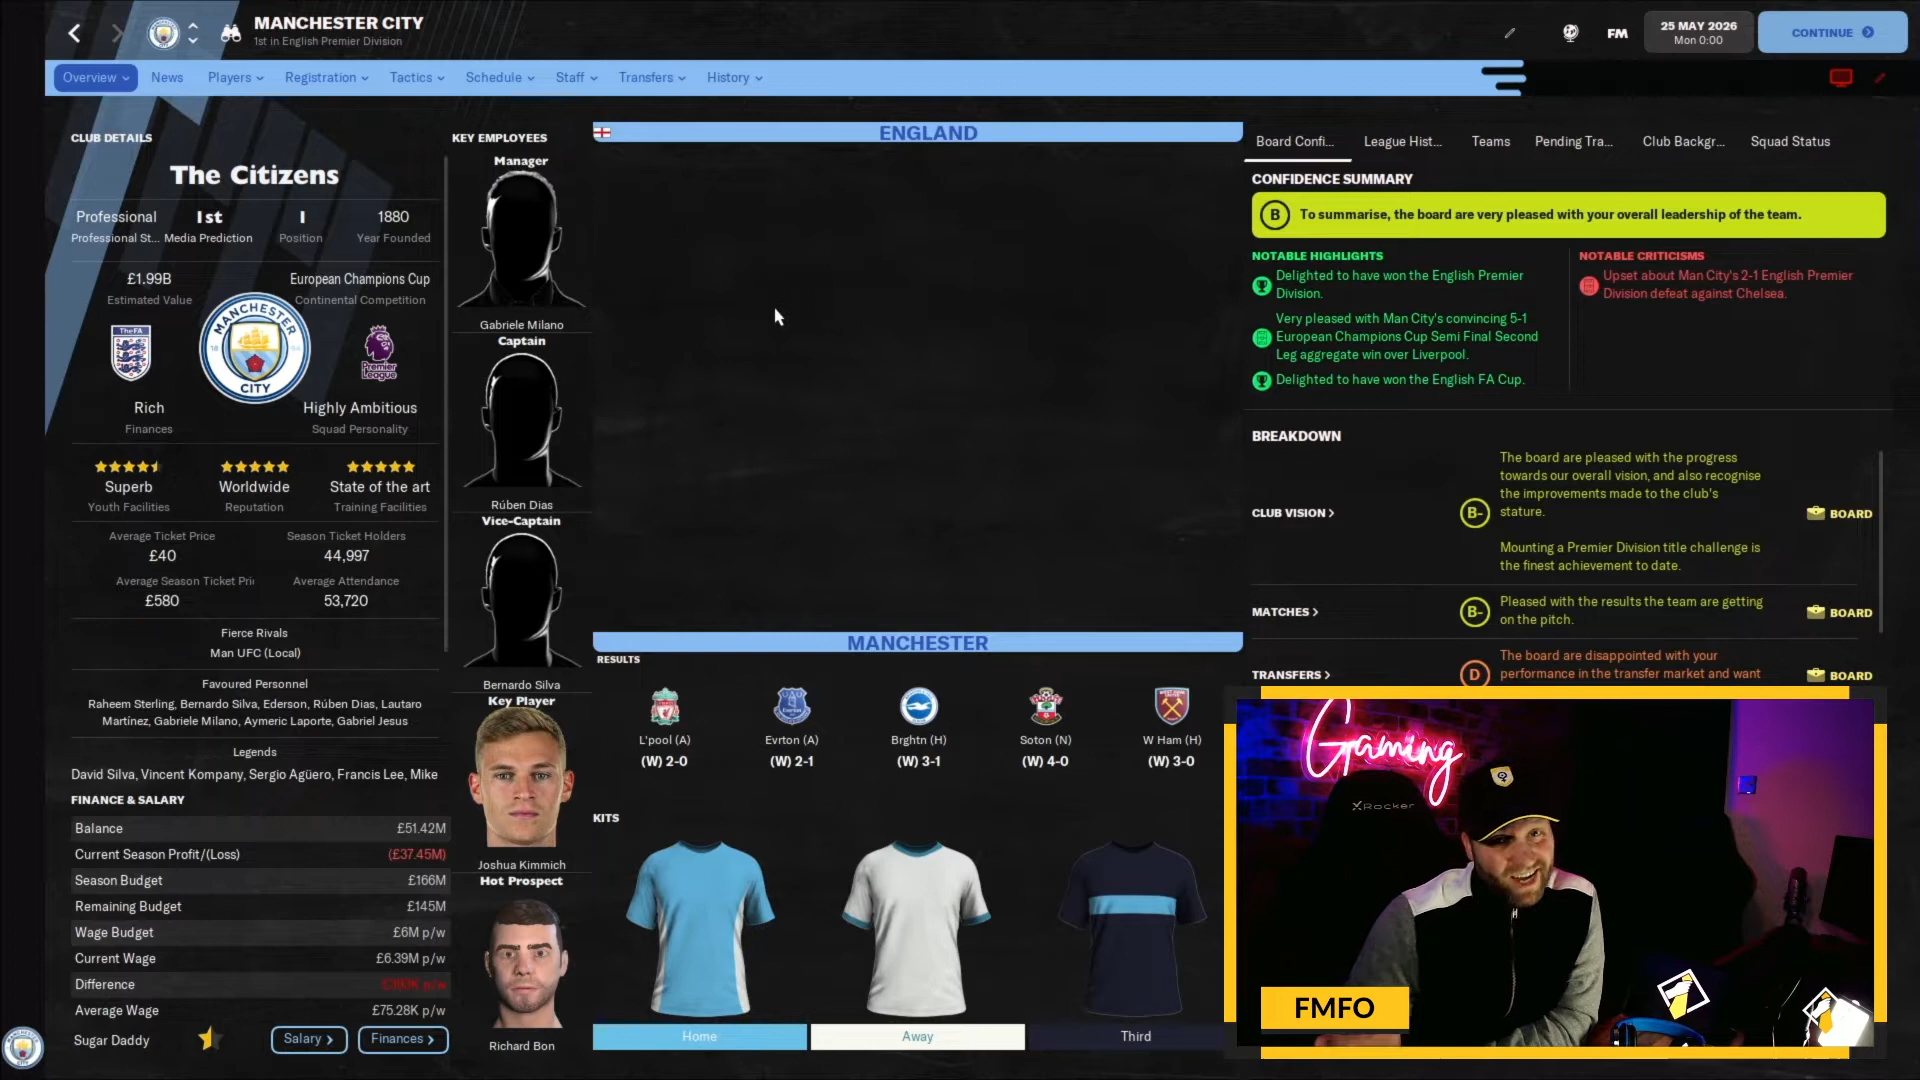 MANCHESTER CITY
1st in English Premier Division
FM
25 MAY 2026
Mon 0:00
CONTINUE
Overview
News
Players
Registration
Tactics
Schedule
Staff
Transfers
History
CLUB DETAILS
The Citizens
Professional
1st
1
1880
Professional St...
Media Prediction
Position
Year Founded
£1.99B
European Champions Cup
Estimated Value
Continental Competition
The FA
MANCHESTER
18
CITY
Premier
League
Rich
Highly Ambitious
Finances
Squad Personality
Superb
Worldwide
State of the art
Youth Facilities
Reputation
Training Facilities
Average Ticket Price
Season Ticket Holders
£40
44,997
Average Season Ticket Pri
Average Attendance
£580
53,720
Fierce Rivals
Man UFC (Local)
Favoured Personnel
Raheem Sterling, Bernardo Silva, Ederson, Rúben Dias, Lautaro
Martínez, Gabriele Milano, Aymeric Laporte, Gabriel Jesus
Legends
David Silva, Vincent Kompany, Sergio Agüero, Francis Lee, Mike
FINANCE & SALARY
Balance £51.42M
Current Season Profit/(Loss) (£37.45M)
Season Budget £166M
Remaining Budget £145M
Wage Budget £6M p/w
Current Wage £6.39M p/w
Difference p/w
Average Wage £75.28K p/w
Sugar Daddy
Salary
Finances
KEY EMPLOYEES
Manager
Gabriele Milano
Captain
Rúben Dias
Vice-Captain
Bernardo Silva
Key Player
Joshua Kimmich
Hot Prospect
Richard Bon
ENGLAND
MANCHESTER
RESULTS
Everton
L'pool (A)
Evrton (A)
Brghtn (H)
Soton (N)
W Ham (H)
(W) 2-0
(W) 2-1
(W) 3-1
(W) 4-0
(W) 3-0
KITS
Home
Away
Third
Board Confi...
League Hist...
Teams
Pending Tra...
Club Backgr...
Squad Status
CONFIDENCE SUMMARY
B
To summarise, the board are very pleased with your overall leadership of the team.
NOTABLE HIGHLIGHTS
Delighted to have won the English Premier
Division.
Very pleased with Man City's convincing 5-1
European Champions Cup Semi Final Second
Leg aggregate win over Liverpool.
Delighted to have won the English FA Cup.
NOTABLE CRITICISMS
Upset about Man City's 2-1 English Premier
Division defeat against Chelsea.
BREAKDOWN
CLUB VISION
B-
The board are pleased with the progress
towards our overall vision, and also recognise
the improvements made to the club's
stature.
Mounting a Premier Division title challenge is
the finest achievement to date.
BOARD
MATCHES
B-
Pleased with the results the team are getting
on the pitch.
BOARD
TRANSFERS
D
The board are disappointed with your
performance in the transfer market and want
BOARD
Gaming
XRocker
FMFO